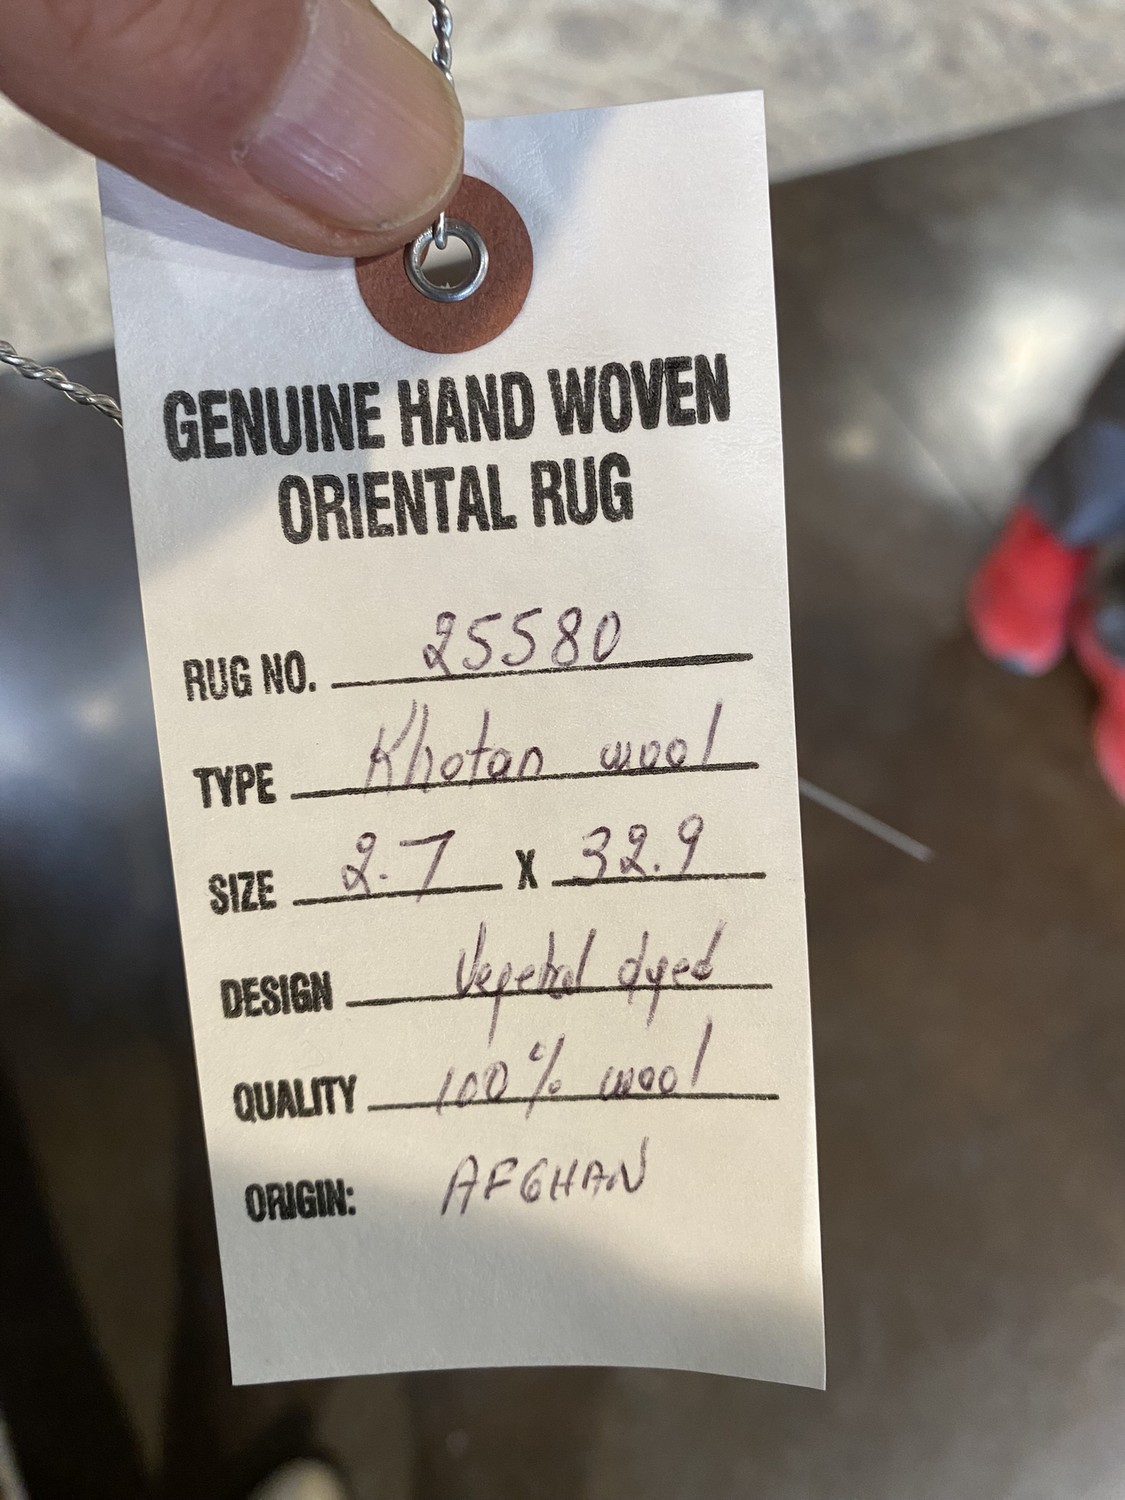 GENUINE HAND WOVEN
ORIENTAL RUG
RUG NO. 25580
TYPE Khotan wool
SIZE 2.7 X 32.9
DESIGN Vegetal dyed
QUALITY 100% wool
ORIGIN: AFGHAN